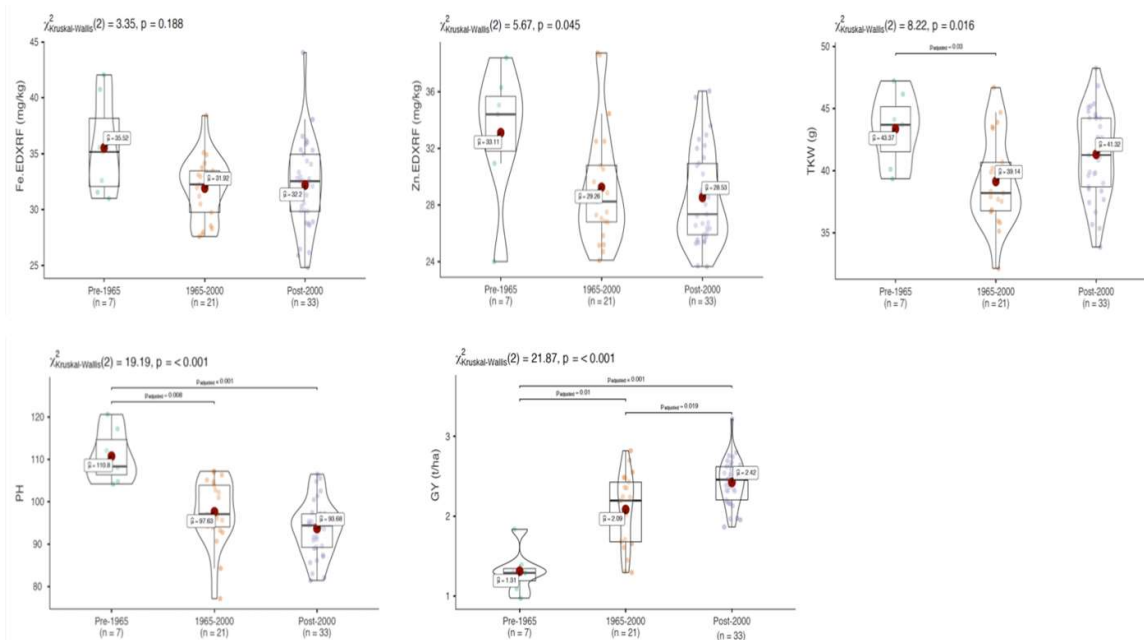 χ²Kruskal-Wallis(2) = 3.35, p = 0.188
Fe.EDXRF (mg/kg)
45
40
35
30
25
μ̂ = 35.52
μ̂ = 31.92
μ̂ = 32.2
Pre-1965
(n = 7)
1965-2000
(n = 21)
Post-2000
(n = 33)
χ²Kruskal-Wallis(2) = 5.67, p = 0.045
Zn.EDXRF (mg/kg)
36
32
28
24
μ̂ = 33.11
μ̂ = 29.26
μ̂ = 28.53
Pre-1965
(n = 7)
1965-2000
(n = 21)
Post-2000
(n = 33)
χ²Kruskal-Wallis(2) = 8.22, p = 0.016
TKW (g)
50
45
40
35
Padjusted = 0.03
μ̂ = 43.37
μ̂ = 39.14
μ̂ = 41.32
Pre-1965
(n = 7)
1965-2000
(n = 21)
Post-2000
(n = 33)
χ²Kruskal-Wallis(2) = 19.19, p = < 0.001
PH
120
110
100
90
80
Padjusted < 0.001
Padjusted = 0.008
μ̂ = 110.8
μ̂ = 97.63
μ̂ = 93.68
Pre-1965
(n = 7)
1965-2000
(n = 21)
Post-2000
(n = 33)
χ²Kruskal-Wallis(2) = 21.87, p = < 0.001
GY (t/ha)
3
2
1
Padjusted < 0.001
Padjusted = 0.01
Padjusted = 0.019
μ̂ = 1.31
μ̂ = 2.09
μ̂ = 2.42
Pre-1965
(n = 7)
1965-2000
(n = 21)
Post-2000
(n = 33)